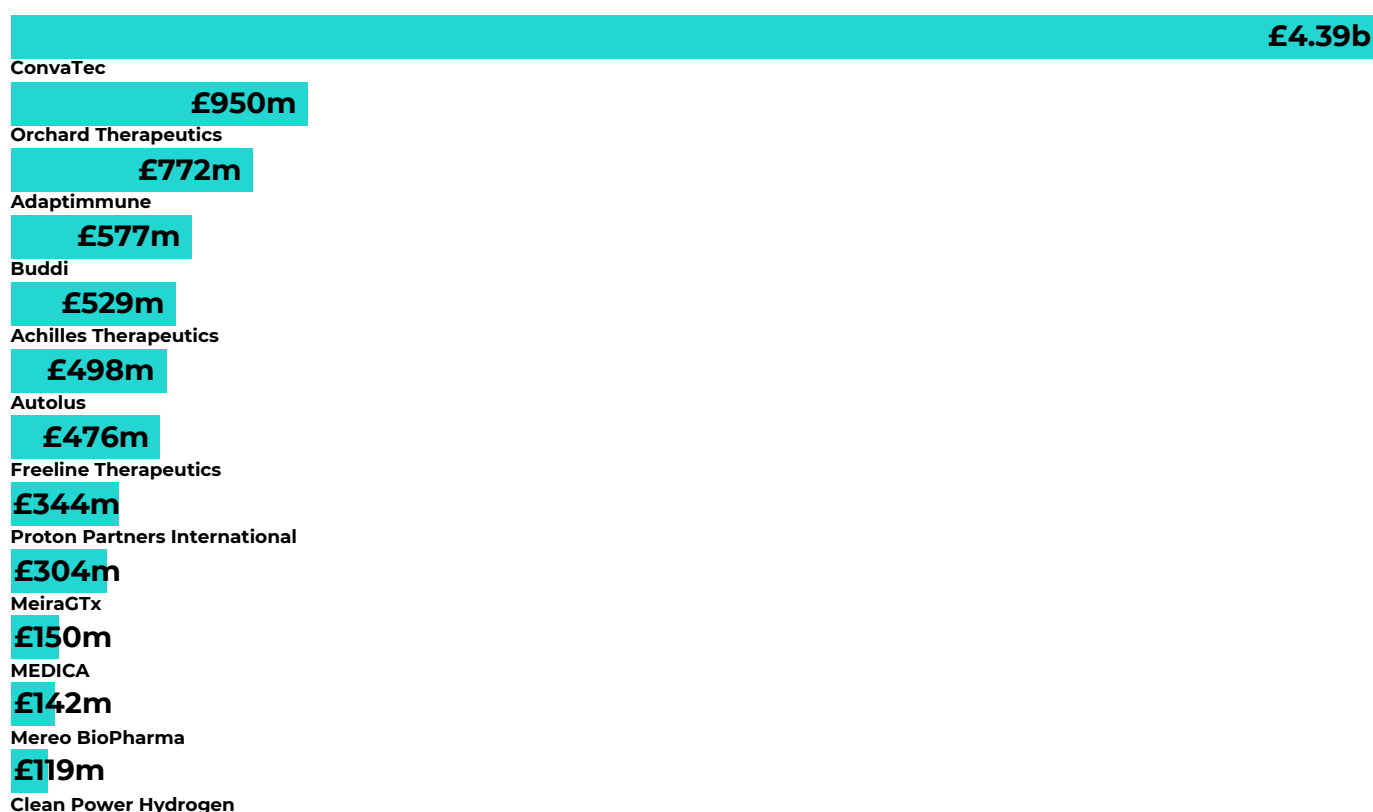 £4.39b
ConvaTec
£950m
Orchard Therapeutics
£772m
Adaptimmune
£577m
Buddi
£529m
Achilles Therapeutics
£498m
Autolus
£476m
Freeline Therapeutics
£344m
Proton Partners International
£304m
MeiraGTx
£150m
MEDICA
£142m
Mereo BioPharma
£119m
Clean Power Hydrogen